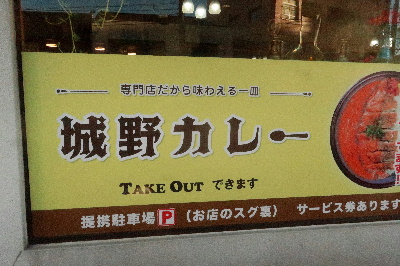 専門店だから味わえる一皿
城野カレー
TAKE OUT できます
提携駐車場 P (お店のスグ裏) サービス券あります